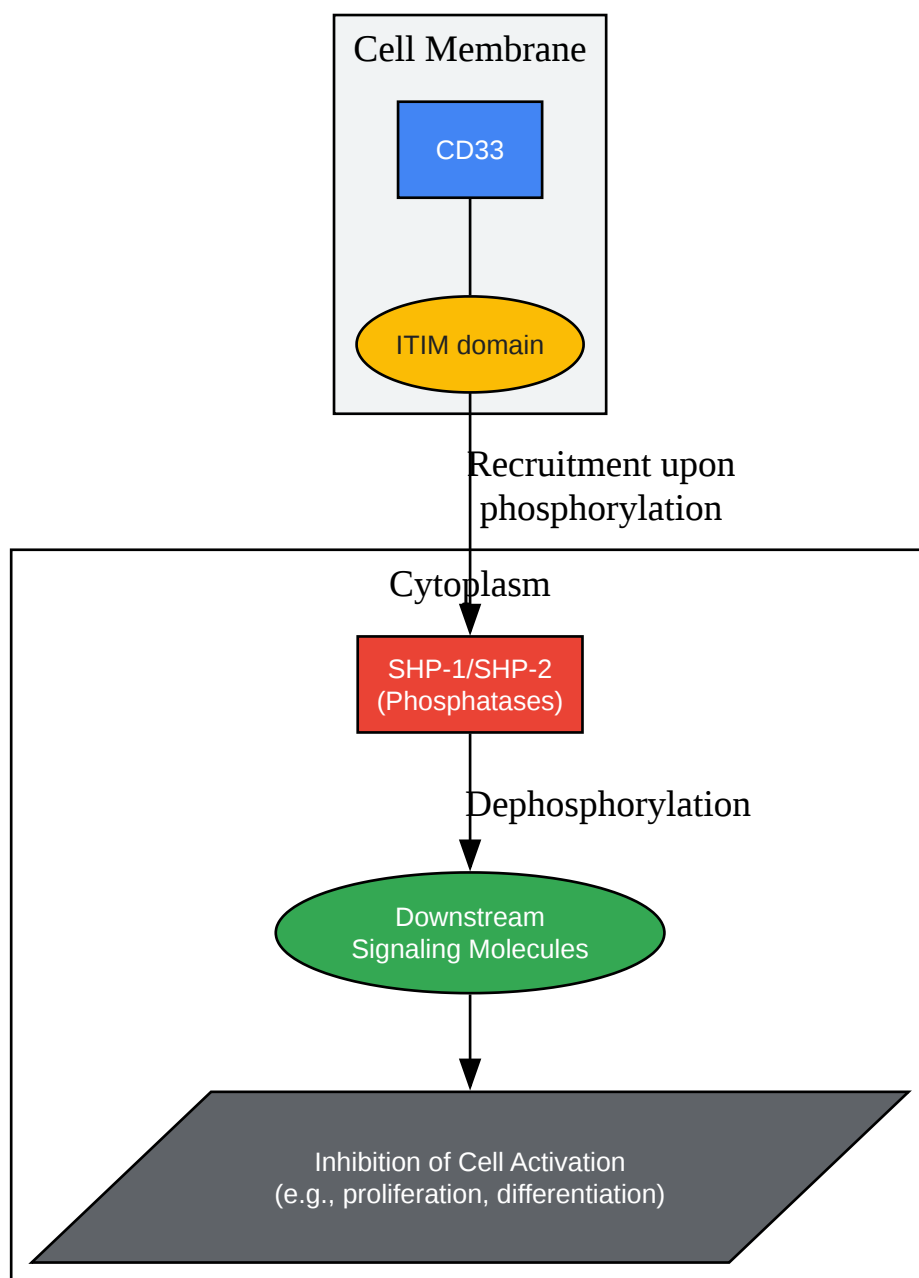 Cell Membrane
CD33
ITIM domain
Recruitment upon
phosphorylation
Cytoplasm
SHP-1/SHP-2
(Phosphatases)
Dephosphorylation
Downstream
Signaling Molecules
Inhibition of Cell Activation
(e.g., proliferation, differentiation)